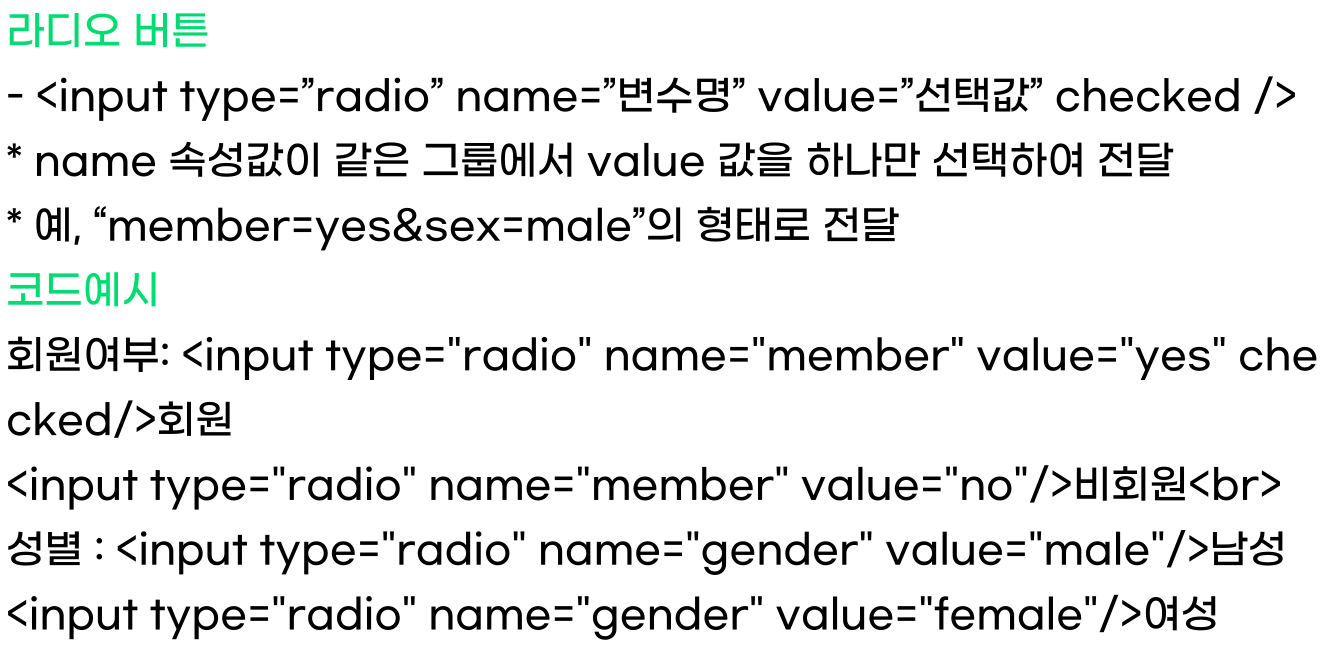 라디오 버튼
- <input type=”radio” name=”변수명” value=”선택값” checked />
* name 속성값이 같은 그룹에서 value 값을 하나만 선택하여 전달
* 예, “member=yes&sex=male”의 형태로 전달
코드예시
회원여부: <input type="radio" name="member" value="yes" che
cked/>회원
<input type="radio" name="member" value="no"/>비회원<br>
성별 : <input type="radio" name="gender" value="male"/>남성
<input type="radio" name="gender" value="female"/>여성